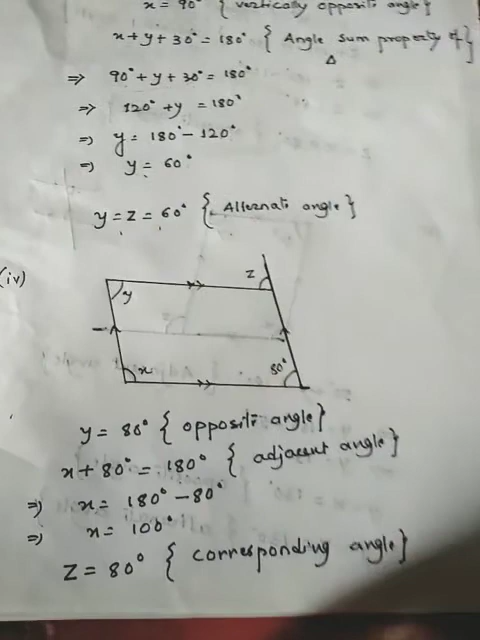 x = 90° { vertically opposite angle }
x + y + 30° = 180° { Angle sum property of }
Δ
⇒ 90° + y + 30° = 180°
⇒ 120° + y = 180°
⇒ y = 180° - 120°
⇒ y = 60°
y = z = 60° { Alternate angle }
(iv)
z
y
x
80°
y = 80° { opposite angle }
x + 80° = 180° { adjacent angle }
⇒ x = 180° - 80°
⇒ x = 100°
z = 80° { corresponding angle }